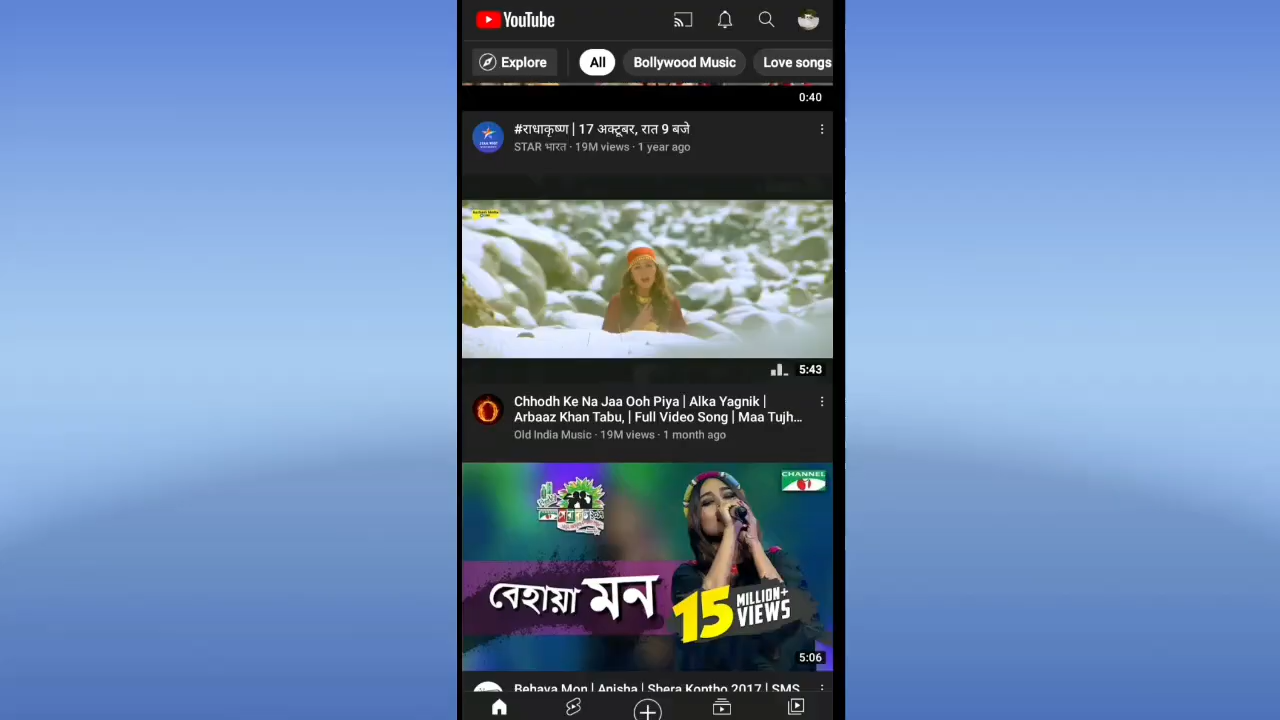 YouTube
Explore
All
Bollywood Music
Love songs
0:40
#राधाकृष्ण | 17 अक्टूबर, रात 9 बजे
STAR भारत · 19M views · 1 year ago
5:43
Chhodh Ke Na Jaa Ooh Piya | Alka Yagnik |
Arbaaz Khan Tabu, | Full Video Song | Maa Tujh...
Old India Music · 19M views · 1 month ago
CHANNEL
বেহায়া মন
15 MILLION+
VIEWS
5:06
Behaya Mon | Anisha | Shera Kontho 2017 | SMS